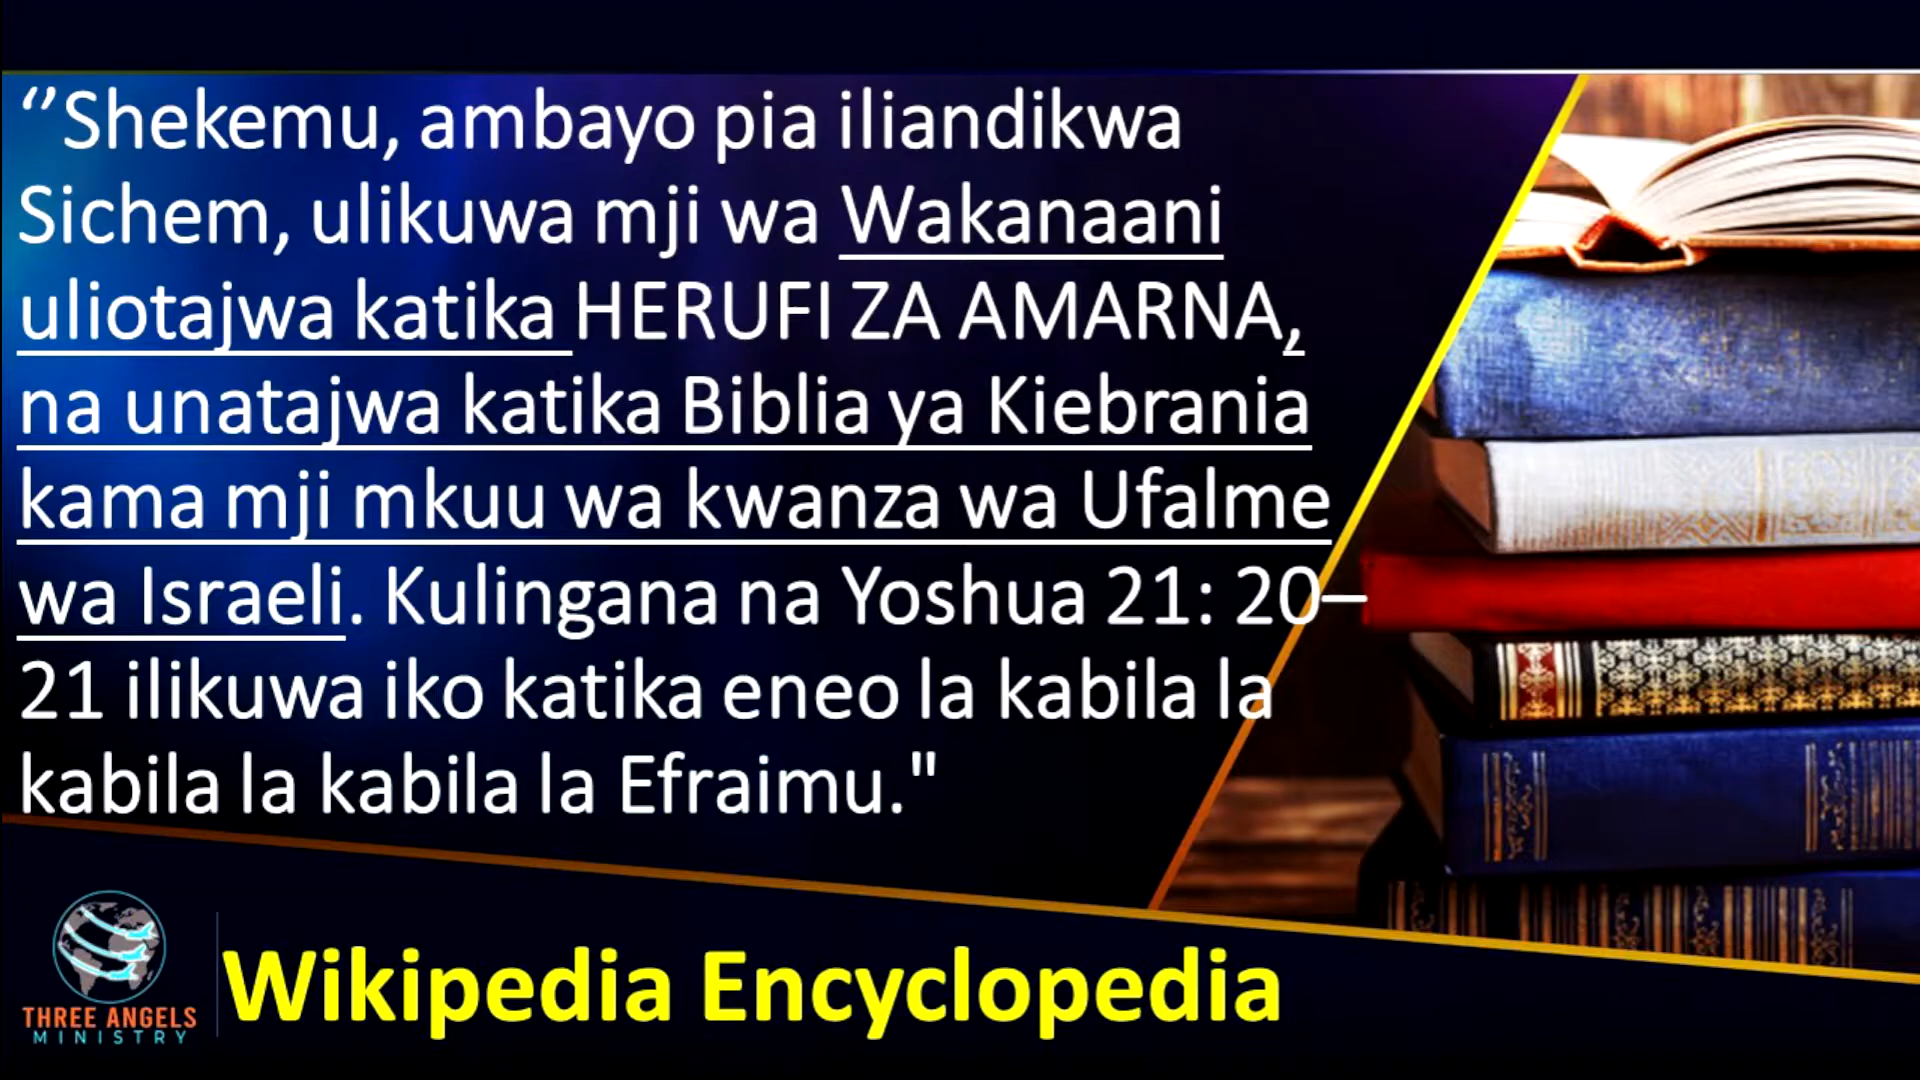 ‘’Shekemu, ambayo pia iliandikwa
Sichem, ulikuwa mji wa Wakanaani
uliotajwa katika HERUFI ZA AMARNA,
na unatajwa katika Biblia ya Kiebrania
kama mji mkuu wa kwanza wa Ufalme
wa Israeli. Kulingana na Yoshua 21: 20–
21 ilikuwa iko katika eneo la kabila la
kabila la kabila la Efraimu."
THREE ANGELS
MINISTRY
Wikipedia Encyclopedia